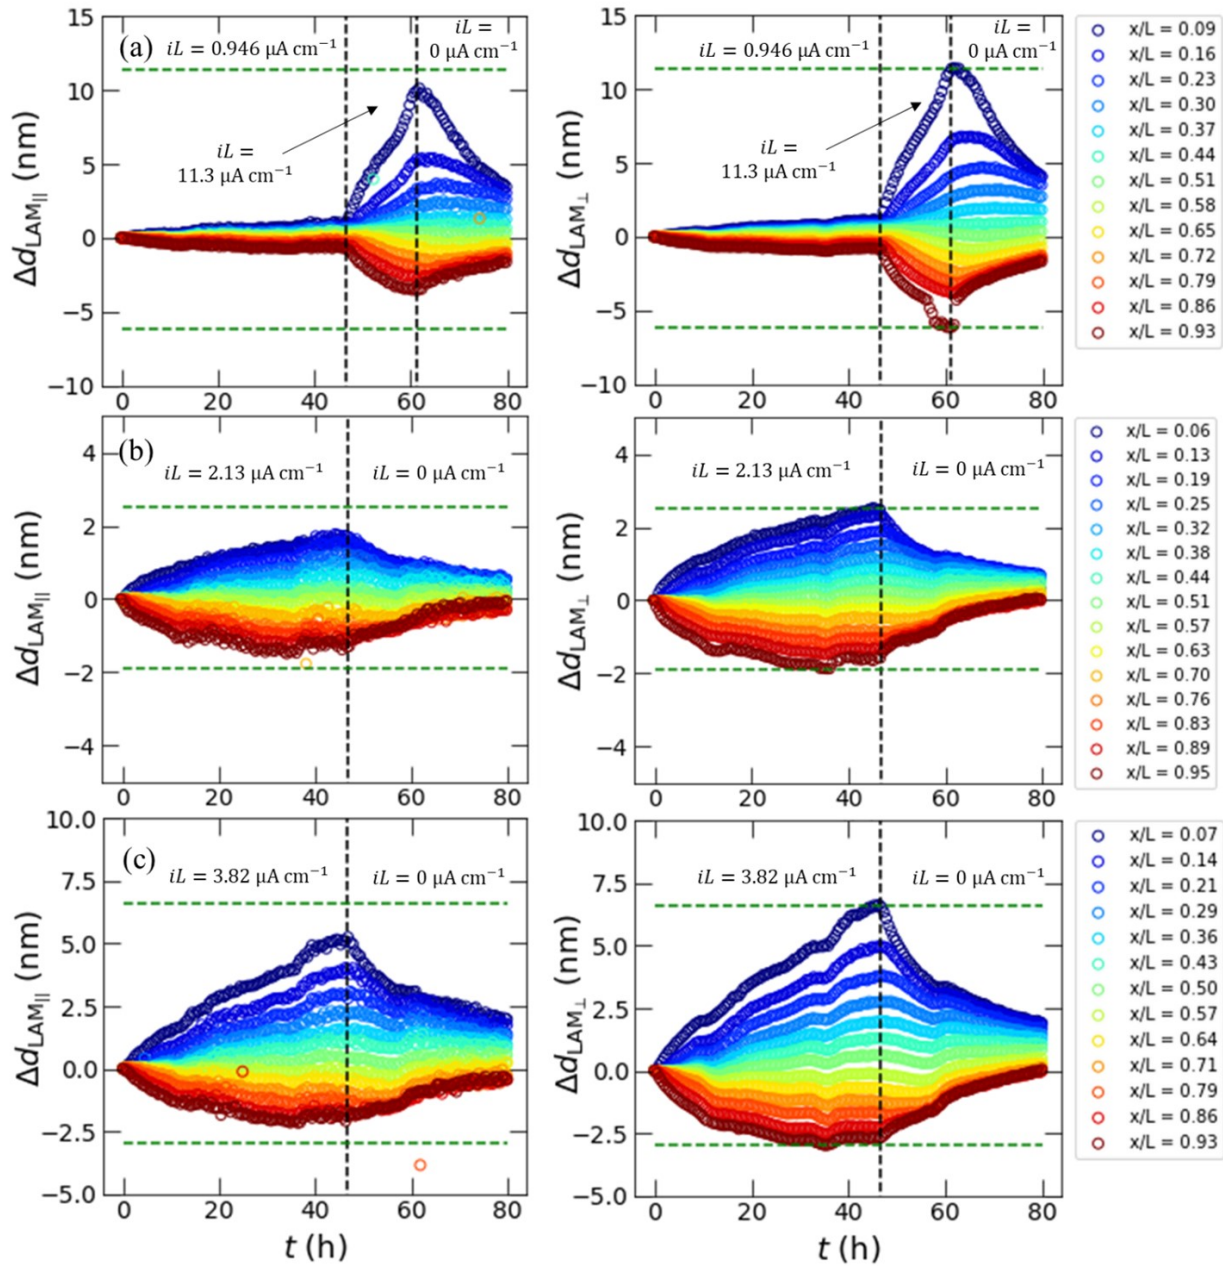 (a)
iL = 0.946 μA cm⁻¹
iL =
0 μA cm⁻¹
iL =
11.3 μA cm⁻¹
15
10
5
0
−5
−10
Δd_LAM∥ (nm)
0 20 40 60 80
iL = 0.946 μA cm⁻¹
iL =
0 μA cm⁻¹
iL =
11.3 μA cm⁻¹
15
10
5
0
−5
−10
Δd_LAM⊥ (nm)
0 20 40 60 80
x/L = 0.09
x/L = 0.16
x/L = 0.23
x/L = 0.30
x/L = 0.37
x/L = 0.44
x/L = 0.51
x/L = 0.58
x/L = 0.65
x/L = 0.72
x/L = 0.79
x/L = 0.86
x/L = 0.93
(b)
iL = 2.13 μA cm⁻¹ iL = 0 μA cm⁻¹
4
2
0
−2
−4
Δd_LAM∥ (nm)
0 20 40 60 80
iL = 2.13 μA cm⁻¹ iL = 0 μA cm⁻¹
4
2
0
−2
−4
Δd_LAM⊥ (nm)
0 20 40 60 80
x/L = 0.06
x/L = 0.13
x/L = 0.19
x/L = 0.25
x/L = 0.32
x/L = 0.38
x/L = 0.44
x/L = 0.51
x/L = 0.57
x/L = 0.63
x/L = 0.70
x/L = 0.76
x/L = 0.83
x/L = 0.89
x/L = 0.95
(c)
iL = 3.82 μA cm⁻¹ iL = 0 μA cm⁻¹
10.0
7.5
5.0
2.5
0.0
−2.5
−5.0
Δd_LAM∥ (nm)
0 20 40 60 80
t (h)
iL = 3.82 μA cm⁻¹ iL = 0 μA cm⁻¹
10.0
7.5
5.0
2.5
0.0
−2.5
−5.0
Δd_LAM⊥ (nm)
0 20 40 60 80
t (h)
x/L = 0.07
x/L = 0.14
x/L = 0.21
x/L = 0.29
x/L = 0.36
x/L = 0.43
x/L = 0.50
x/L = 0.57
x/L = 0.64
x/L = 0.71
x/L = 0.79
x/L = 0.86
x/L = 0.93